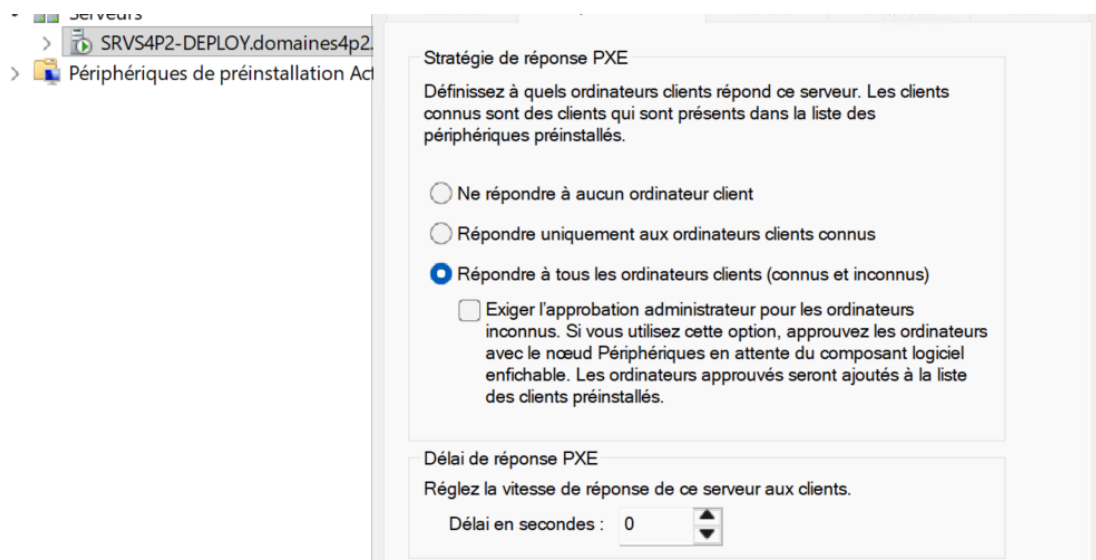 Serveurs
SRVS4P2-DEPLOY.domaines4p2.
Périphériques de préinstallation Act
Stratégie de réponse PXE
Définissez à quels ordinateurs clients répond ce serveur. Les clients
connus sont des clients qui sont présents dans la liste des
périphériques préinstallés.
Ne répondre à aucun ordinateur client
Répondre uniquement aux ordinateurs clients connus
Répondre à tous les ordinateurs clients (connus et inconnus)
Exiger l'approbation administrateur pour les ordinateurs
inconnus. Si vous utilisez cette option, approuvez les ordinateurs
avec le nœud Périphériques en attente du composant logiciel
enfichable. Les ordinateurs approuvés seront ajoutés à la liste
des clients préinstallés.
Délai de réponse PXE
Réglez la vitesse de réponse de ce serveur aux clients.
Délai en secondes : 0